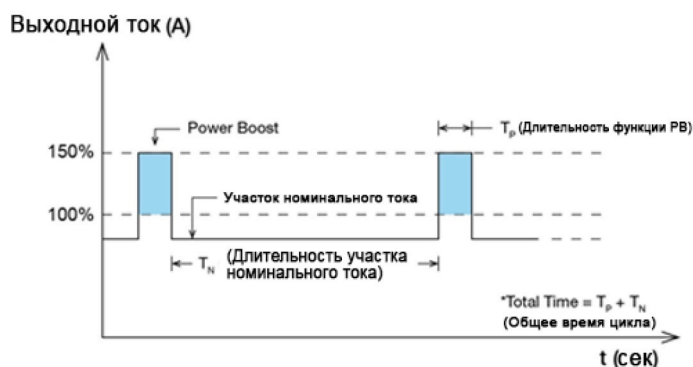 Выходной ток (А)
Power Boost
T_P (Длительность функции PB)
150%
Участок номинального тока
100%
T_N (Длительность участка
номинального тока)
*Total Time = T_P + T_N
(Общее время цикла)
t (сек)